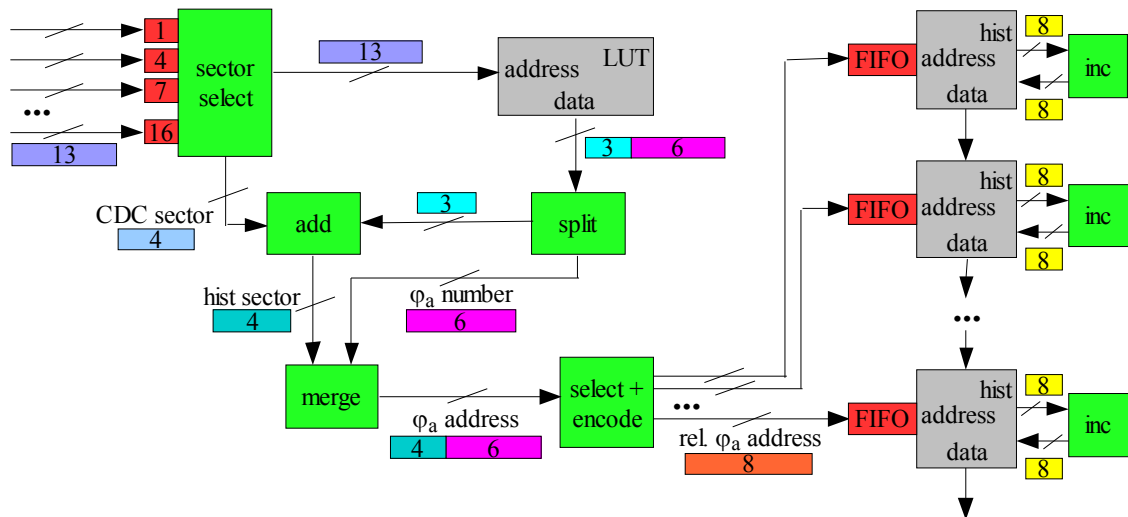 1
4
7
...
16
13
sector
select
13
LUT
address
data
3 6
CDC sector
4
add
3
split
hist sector
4
φa number
6
merge
φa address
4 6
select +
encode
...
rel. φa address
8
FIFO
hist
address
data
8
inc
8
FIFO
hist
address
data
8
inc
8
...
FIFO
hist
address
data
8
inc
8